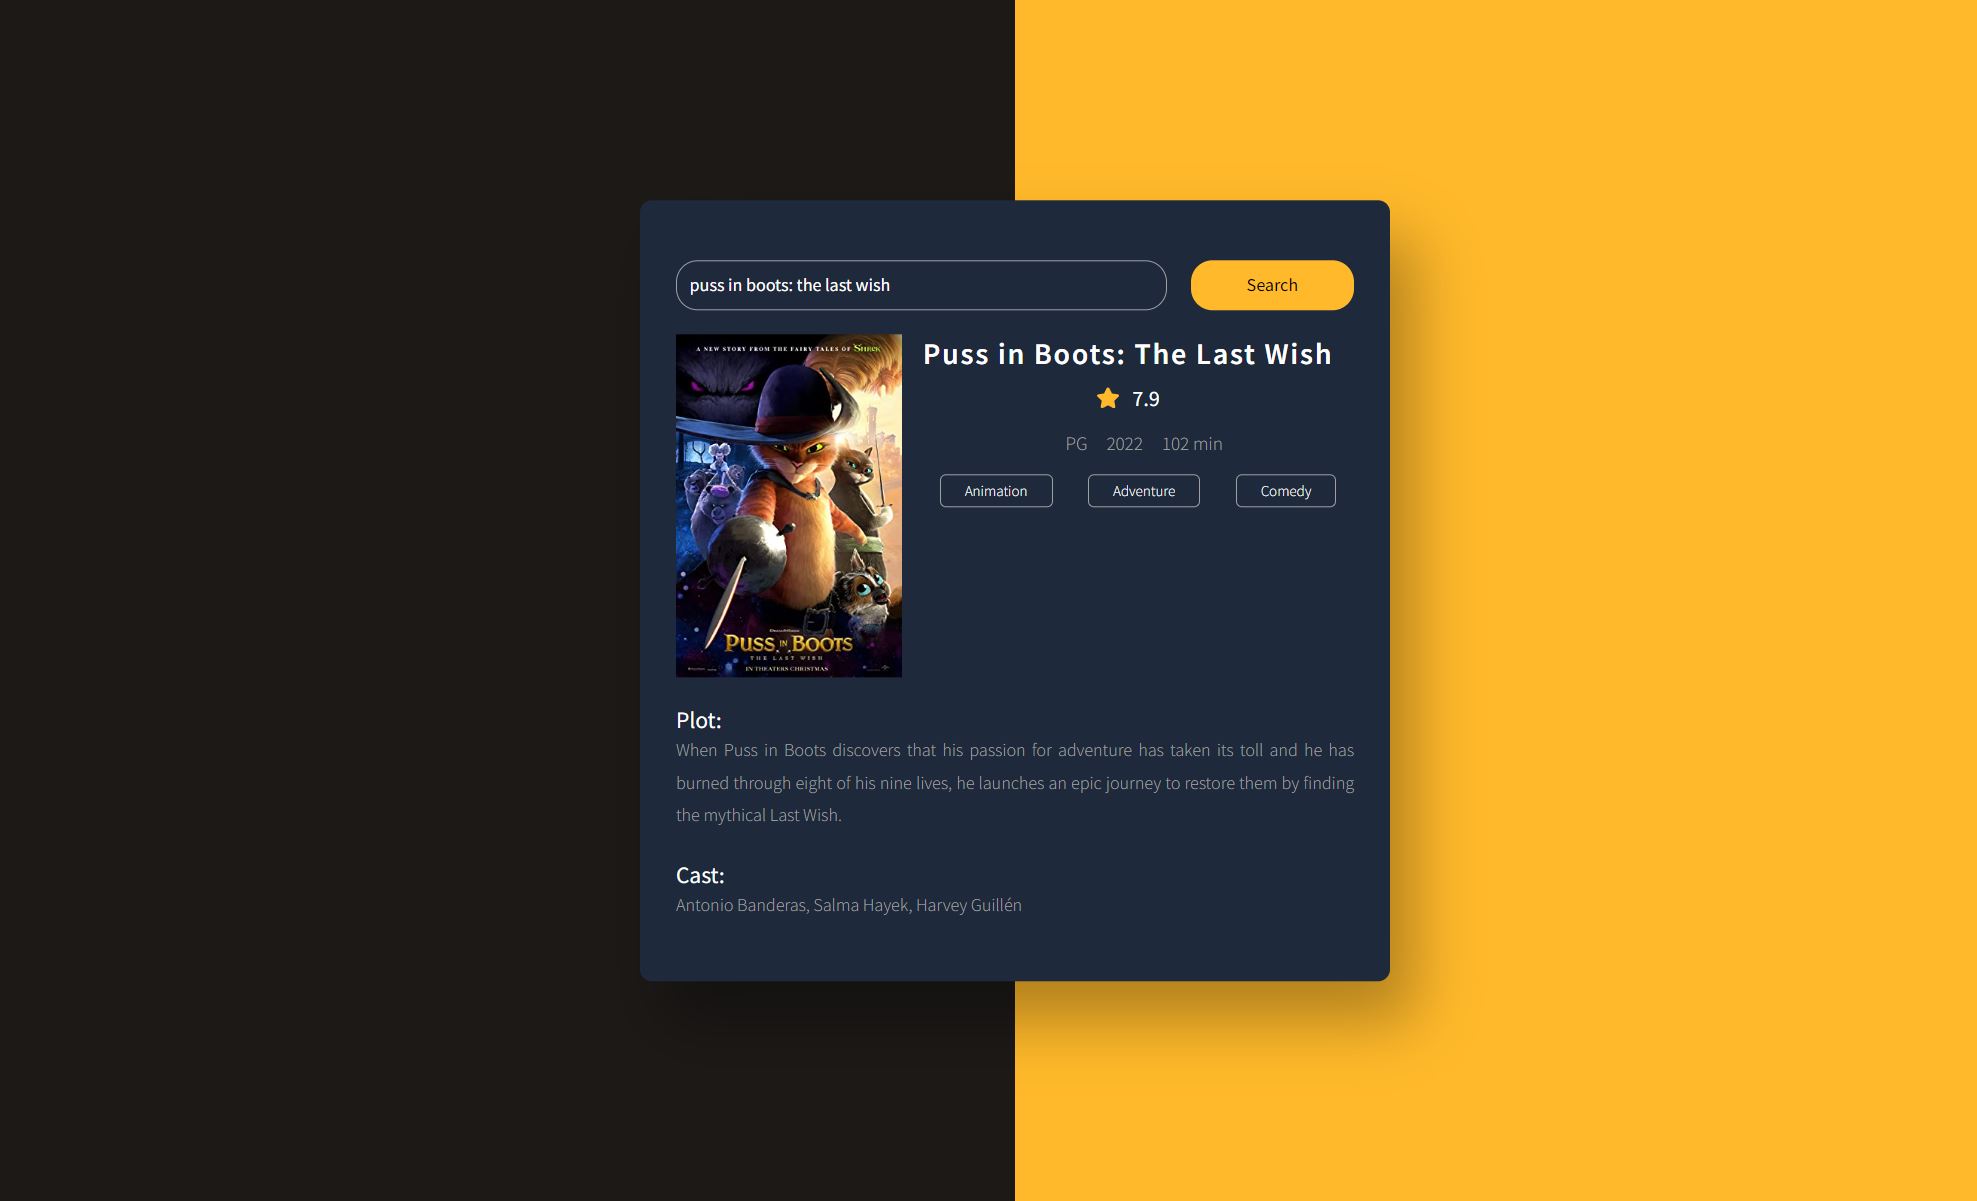 puss in boots: the last wish
Search
A NEW STORY FROM THE FAIRY TALES OF SHREK
PUSS IN BOOTS
THE LAST WISH
IN THEATERS CHRISTMAS
Puss in Boots: The Last Wish
7.9
PG 2022 102 min
Animation Adventure Comedy
Plot:
When Puss in Boots discovers that his passion for adventure has taken its toll and he has
burned through eight of his nine lives, he launches an epic journey to restore them by finding
the mythical Last Wish.
Cast:
Antonio Banderas, Salma Hayek, Harvey Guillén